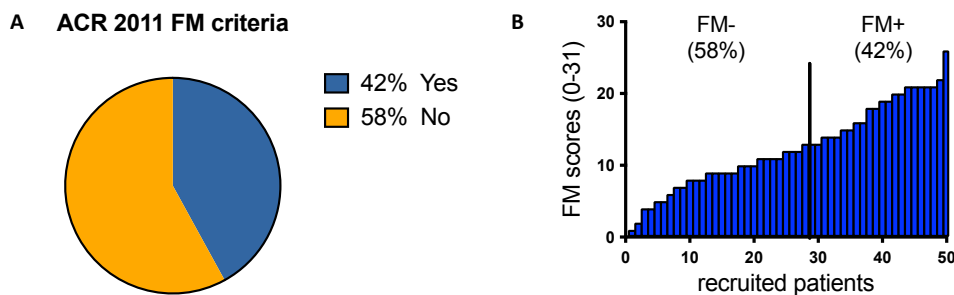 A ACR 2011 FM criteria
42% Yes
58% No
B
FM scores (0-31)
30
20
10
0
FM-
(58%)
FM+
(42%)
0 10 20 30 40 50
recruited patients